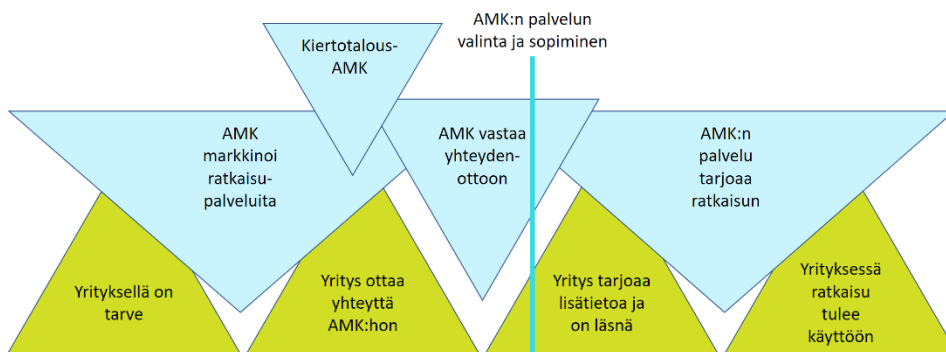 AMK:n palvelun
valinta ja sopiminen
Kiertotalous-
AMK
AMK
markkinoi
ratkaisu-
palveluita
AMK vastaa
yhteyden-
ottoon
AMK:n
palvelu
tarjoaa
ratkaisun
Yrityksellä on
tarve
Yritys ottaa
yhteyttä
AMK:hon
Yritys tarjoaa
lisätietoa ja
on läsnä
Yrityksessä
ratkaisu
tulee
käyttöön